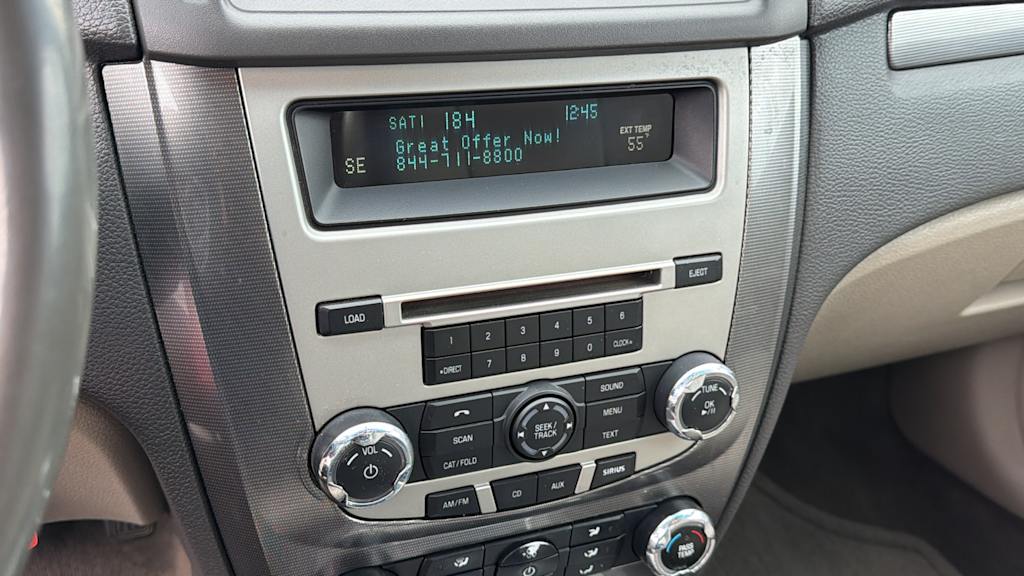 SAT1 184 12:45
Great Offer Now!
844-711-8800
SE
EXT TEMP
55°F
LOAD
EJECT
1 2 3 4 5 6
DIRECT 7 8 9 0 CLOCK
VOL
SCAN
CAT/FOLD
SEEK/
TRACK
SOUND
MENU
TEXT
TUNE
OK
AM/FM
CD
AUX
SIRIUS
PASS
TEMP